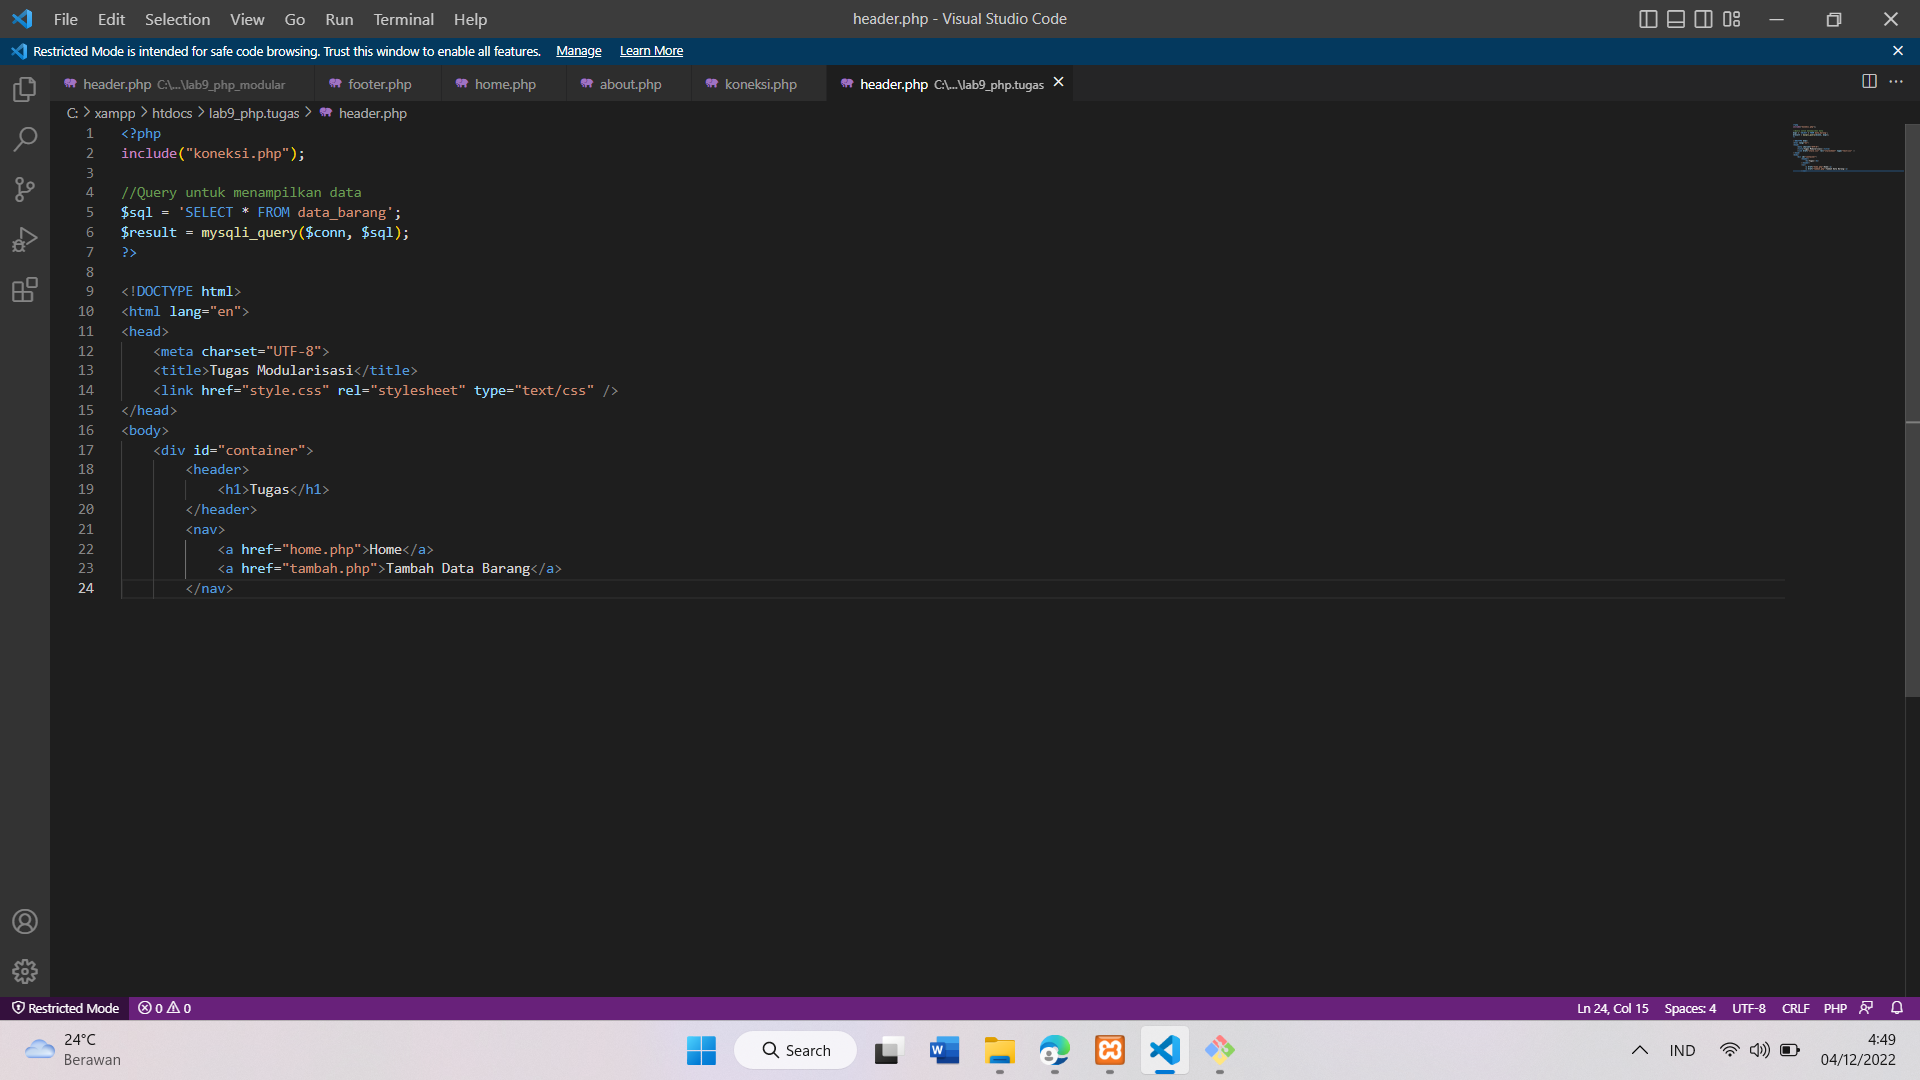 File Edit Selection View Go Run Terminal Help header.php - Visual Studio Code
Restricted Mode is intended for safe code browsing. Trust this window to enable all features. Manage Learn More
header.php C:\...\lab9_php_modular footer.php home.php about.php koneksi.php header.php C:\...\lab9_php.tugas
C: > xampp > htdocs > lab9_php.tugas > header.php
1 <?php
2 include("koneksi.php");
3
4 //Query untuk menampilkan data
5 $sql = 'SELECT * FROM data_barang';
6 $result = mysqli_query($conn, $sql);
7 ?>
8
9 <!DOCTYPE html>
10 <html lang="en">
11 <head>
12     <meta charset="UTF-8">
13     <title>Tugas Modularisasi</title>
14     <link href="style.css" rel="stylesheet" type="text/css" />
15 </head>
16 <body>
17     <div id="container">
18         <header>
19             <h1>Tugas</h1>
20         </header>
21         <nav>
22             <a href="home.php">Home</a>
23             <a href="tambah.php">Tambah Data Barang</a>
24         </nav>
Restricted Mode 0 0 Ln 24, Col 15 Spaces: 4 UTF-8 CRLF PHP
24°C
Berawan
Search
IND
4:49
04/12/2022